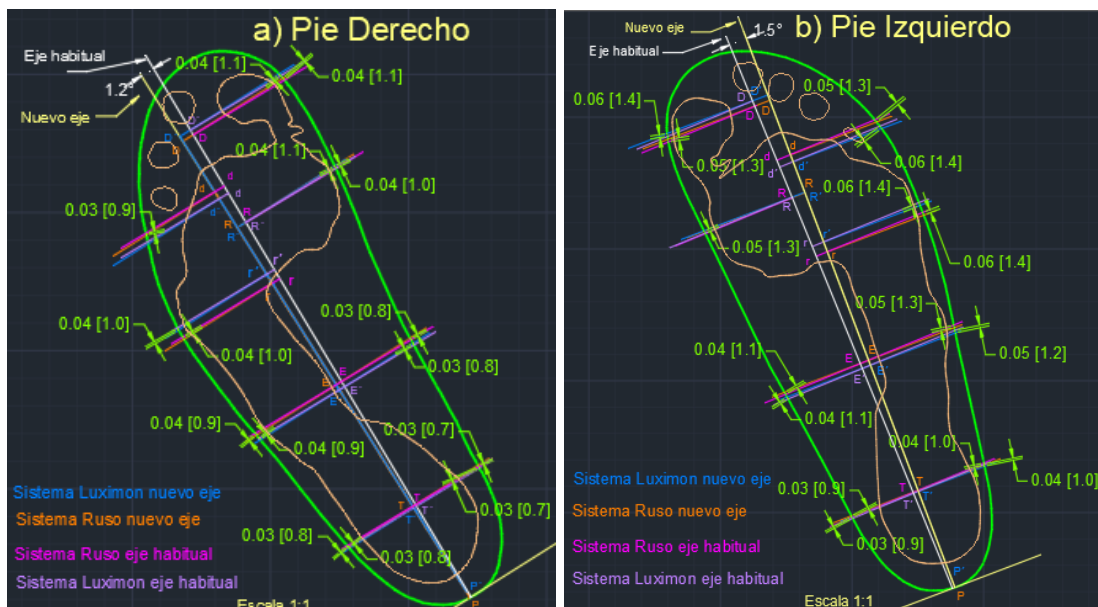 a) Pie Derecho
Eje habitual
1.2°
Nuevo eje
0.04 [1.1]
0.04 [1.1]
0.04 [1.1]
0.04 [1.0]
0.03 [0.9]
0.04 [1.0]
0.04 [1.0]
0.03 [0.8]
0.03 [0.8]
0.04 [0.9]
0.04 [0.9]
0.03 [0.7]
0.03 [0.7]
0.03 [0.8]
0.03 [0.8]
D´
D
D
D
d
d
d
d´
R
R
R´
R
r´
r´
r
E
E
E´
E
T
T
T´
T
P´
P
Sistema Luximon nuevo eje
Sistema Ruso nuevo eje
Sistema Ruso eje habitual
Sistema Luximon eje habitual
Escala 1:1
b) Pie Izquierdo
Nuevo eje
1.5°
Eje habitual
0.06 [1.4]
0.05 [1.3]
0.05 [1.3]
0.06 [1.4]
0.06 [1.4]
0.05 [1.3]
0.06 [1.4]
0.05 [1.3]
0.05 [1.2]
0.04 [1.1]
0.04 [1.1]
0.04 [1.0]
0.04 [1.0]
0.03 [0.9]
0.03 [0.9]
D
D
D
d
d
d´
d´
R
R
R
R´
r´
r
r
E
E
E´
E´
T
T
T´
T´
P´
P
Sistema Luximon nuevo eje
Sistema Ruso nuevo eje
Sistema Ruso eje habitual
Sistema Luximon eje habitual
Escala 1:1